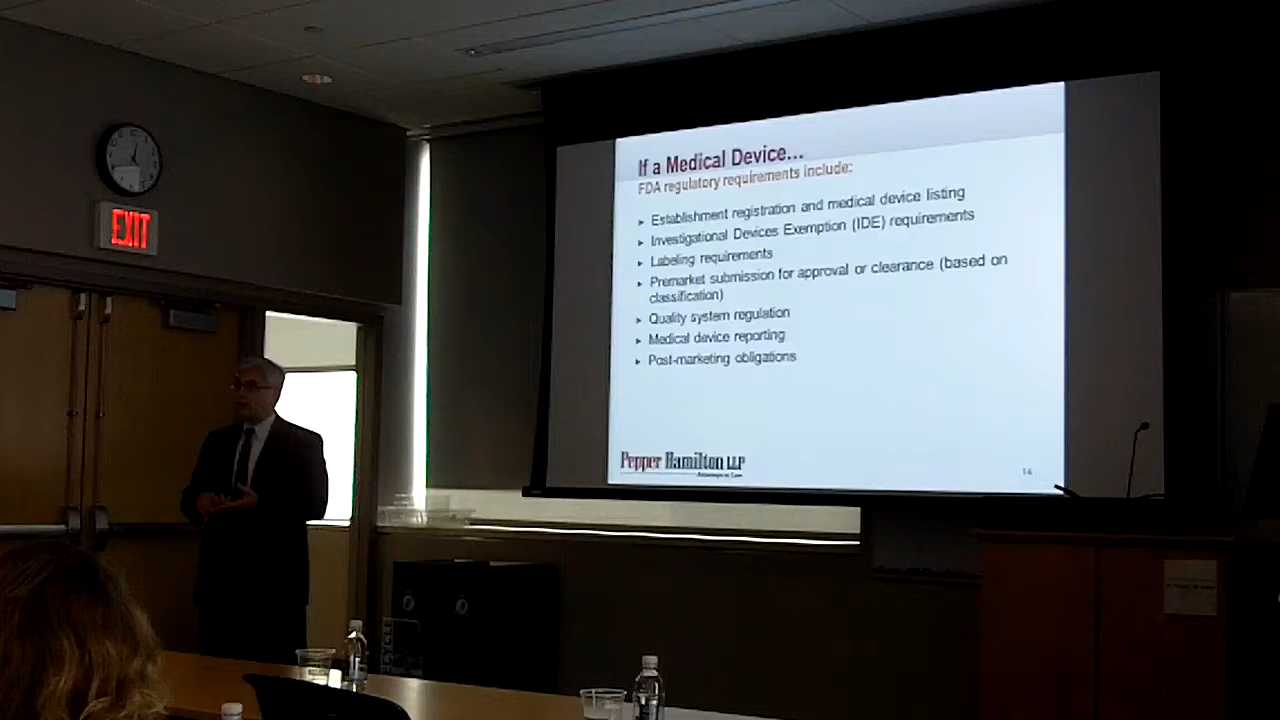 EXIT
If a Medical Device...
FDA regulatory requirements include:
▸ Establishment registration and medical device listing
▸ Investigational Devices Exemption (IDE) requirements
▸ Labeling requirements
▸ Premarket submission for approval or clearance (based on
classification)
▸ Quality system regulation
▸ Medical device reporting
▸ Post-marketing obligations
Pepper Hamilton LLP
Attorneys at Law
14